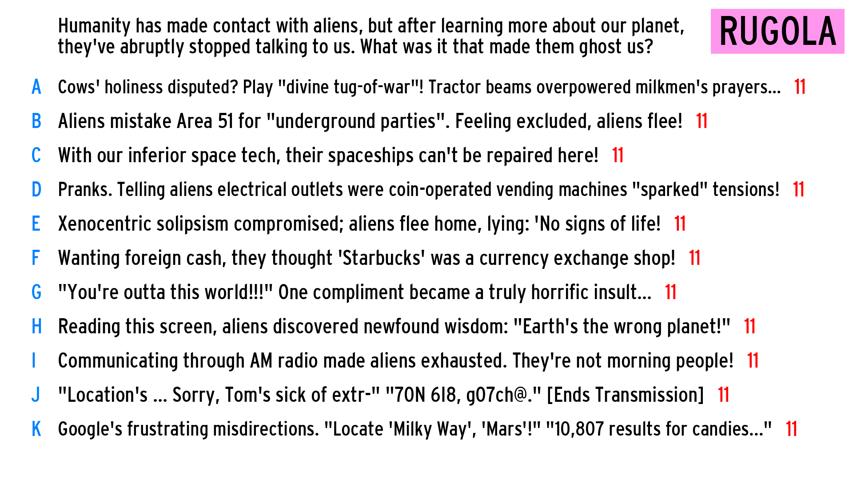 Humanity has made contact with aliens, but after learning more about our planet,
they've abruptly stopped talking to us. What was it that made them ghost us?
RUGOLA
A Cows' holiness disputed? Play "divine tug-of-war"! Tractor beams overpowered milkmen's prayers... 11
B Aliens mistake Area 51 for "underground parties". Feeling excluded, aliens flee! 11
C With our inferior space tech, their spaceships can't be repaired here! 11
D Pranks. Telling aliens electrical outlets were coin-operated vending machines "sparked" tensions! 11
E Xenocentric solipsism compromised; aliens flee home, lying: 'No signs of life! 11
F Wanting foreign cash, they thought 'Starbucks' was a currency exchange shop! 11
G "You're outta this world!!!" One compliment became a truly horrific insult... 11
H Reading this screen, aliens discovered newfound wisdom: "Earth's the wrong planet!" 11
I Communicating through AM radio made aliens exhausted. They're not morning people! 11
J "Location's ... Sorry, Tom's sick of extr-" "70N 6I8, g07ch@." [Ends Transmission] 11
K Google's frustrating misdirections. "Locate 'Milky Way', 'Mars'!" "10,807 results for candies..." 11